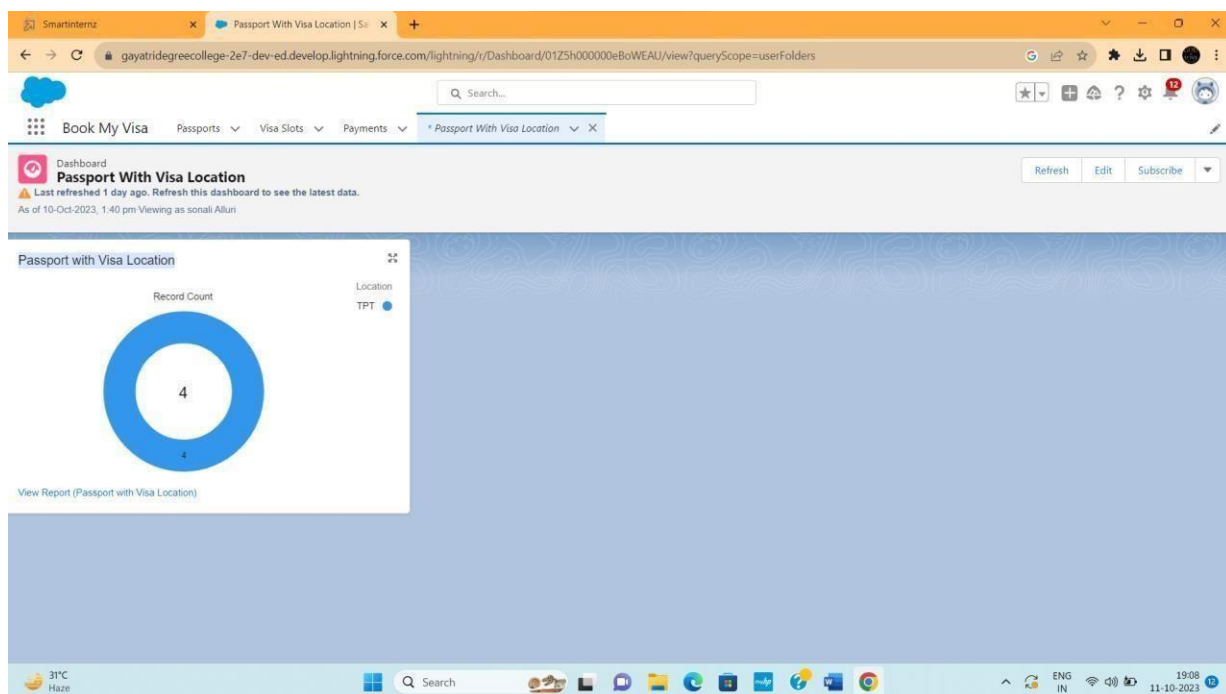 Smartinternz
Passport With Visa Location | Sa
gayatridegreecollege-2e7-dev-ed.develop.lightning.force.com/lightning/r/Dashboard/01Z5h000000eBoWEAU/view?queryScope=userFolders
Search...
12
Book My Visa Passports Visa Slots Payments * Passport With Visa Location
Dashboard
Passport With Visa Location
Last refreshed 1 day ago. Refresh this dashboard to see the latest data.
As of 10-Oct-2023, 1:40 pm·Viewing as sonali Alluri
Refresh Edit Subscribe
Passport with Visa Location
Record Count
Location
TPT
4
4
View Report (Passport with Visa Location)
31°C
Haze
Search
ENG
IN
19:08
11-10-2023
12